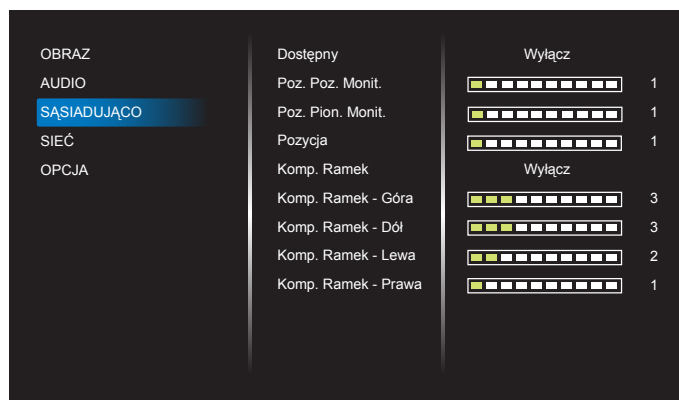 OBRAZ
AUDIO
SĄSIADUJĄCO
SIEĆ
OPCJA
Dostępny Wyłącz
Poz. Poz. Monit. 1
Poz. Pion. Monit. 1
Pozycja 1
Komp. Ramek Wyłącz
Komp. Ramek - Góra 3
Komp. Ramek - Dół 3
Komp. Ramek - Lewa 2
Komp. Ramek - Prawa 1